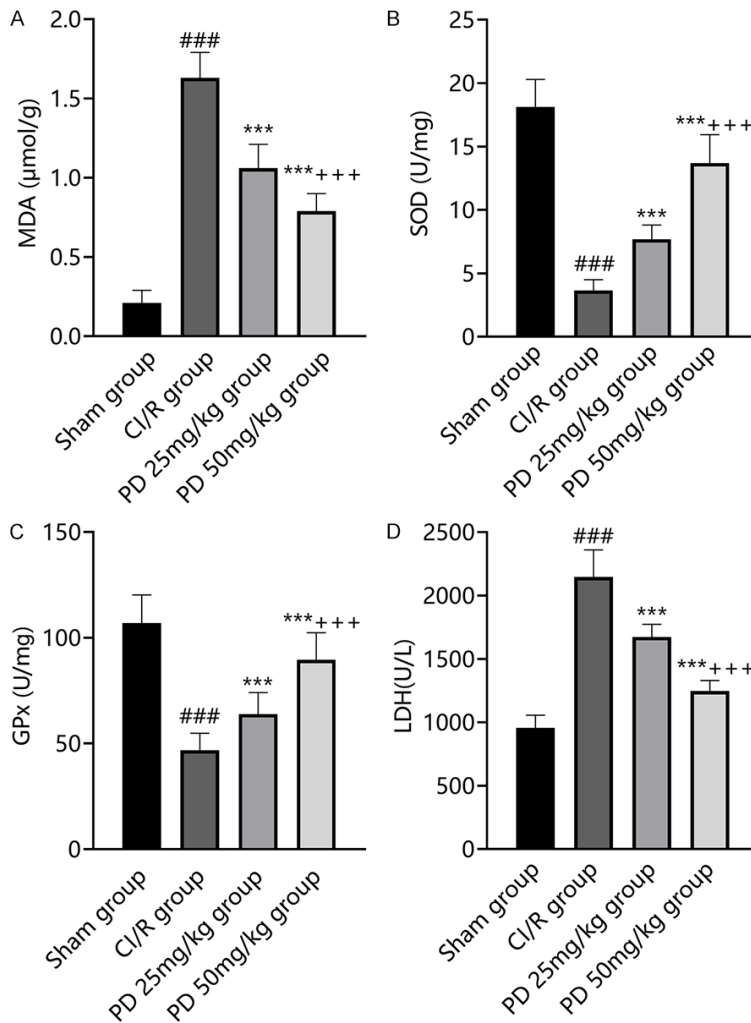 A
MDA (μmol/g)
2.0
1.5
1.0
0.5
0.0
###
***
***+++
Sham group
CI/R group
PD 25mg/kg group
PD 50mg/kg group
B
SOD (U/mg)
25
20
15
10
5
0
###
***
***+++
Sham group
CI/R group
PD 25mg/kg group
PD 50mg/kg group
C
GPx (U/mg)
150
100
50
0
###
***
***+++
Sham group
CI/R group
PD 25mg/kg group
PD 50mg/kg group
D
LDH(U/L)
2500
2000
1500
1000
500
0
###
***
***+++
Sham group
CI/R group
PD 25mg/kg group
PD 50mg/kg group